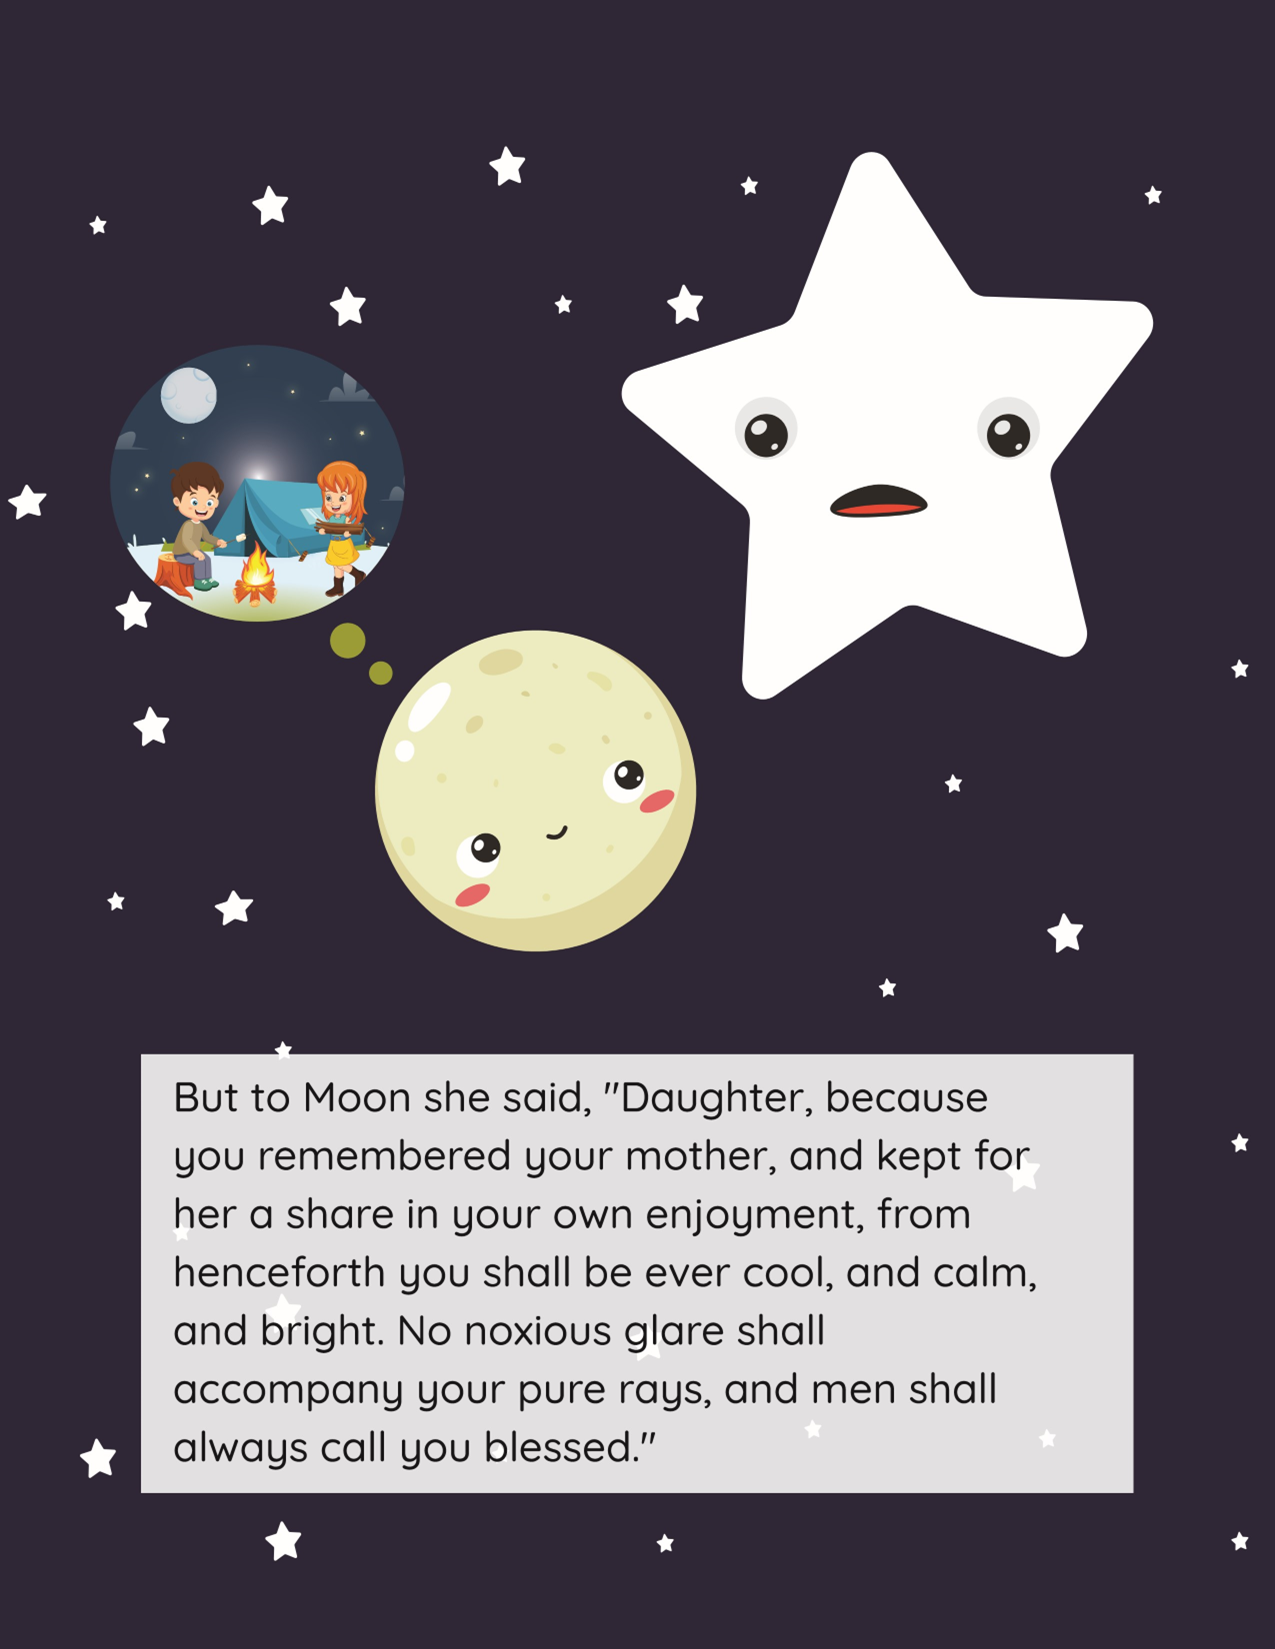 But to Moon she said, "Daughter, because
you remembered your mother, and kept for
her a share in your own enjoyment, from
henceforth you shall be ever cool, and calm,
and bright. No noxious glare shall
accompany your pure rays, and men shall
always call you blessed."